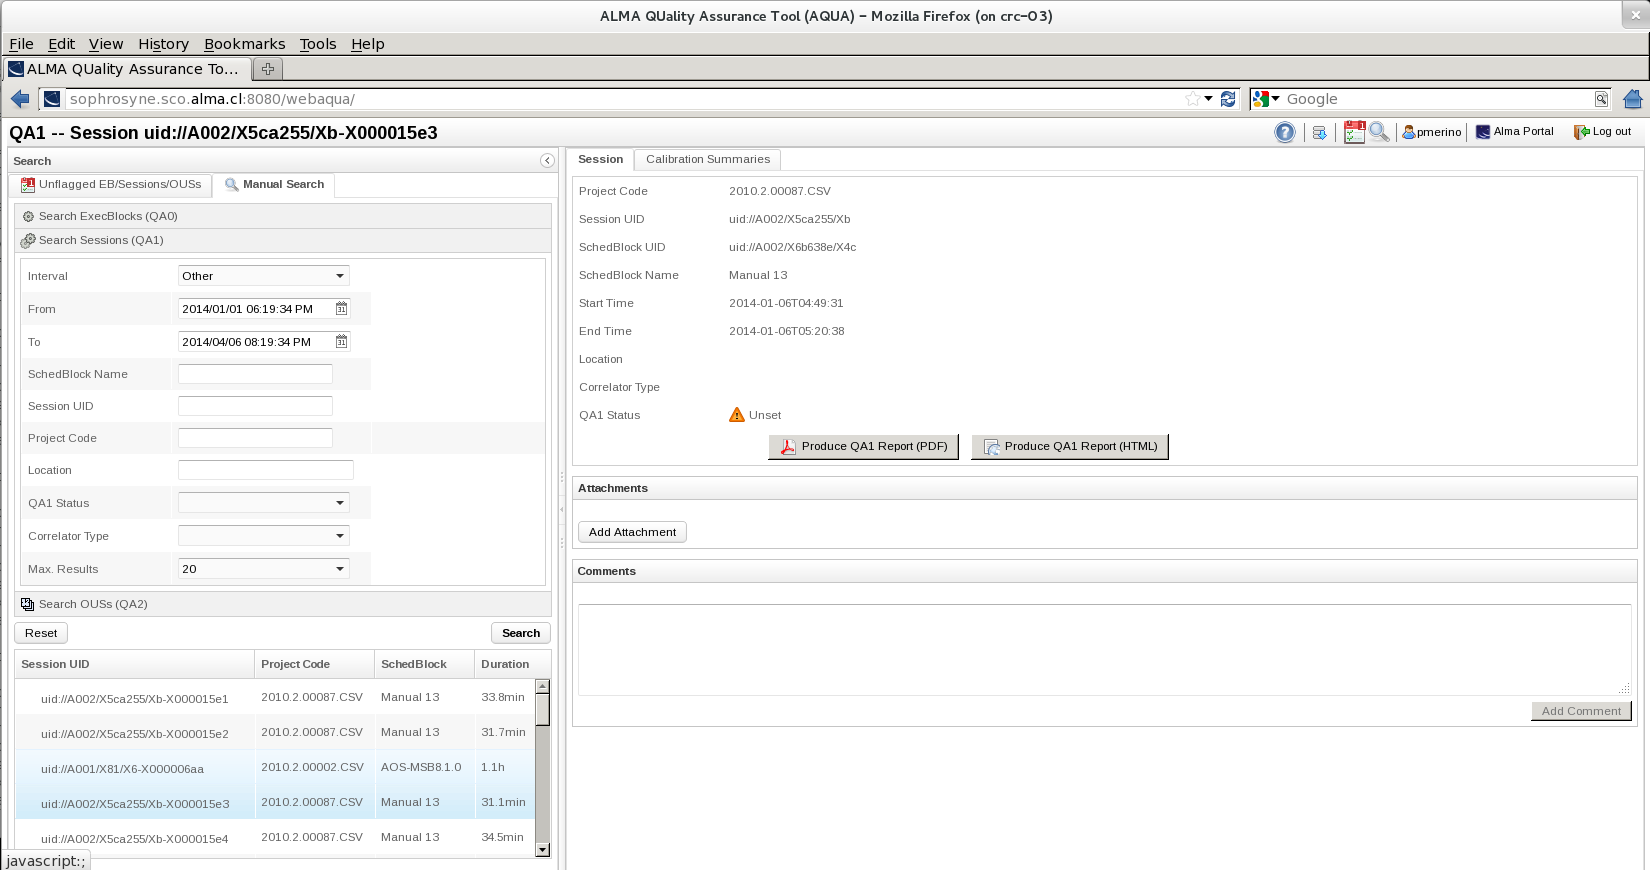 ALMA QUality Assurance Tool (AQUA) – Mozilla Firefox (on crc-03)
File Edit View History Bookmarks Tools Help
ALMA QUality Assurance To...
sophrosyne.sco.alma.cl:8080/webaqua/
Google
QA1 -- Session uid://A002/X5ca255/Xb-X000015e3
pmerino
Alma Portal
Log out
Search
Unflagged EB/Sessions/OUSs
Manual Search
Search ExecBlocks (QA0)
Search Sessions (QA1)
Interval Other
From 2014/01/01 06:19:34 PM
To 2014/04/06 08:19:34 PM
SchedBlock Name
Session UID
Project Code
Location
QA1 Status
Correlator Type
Max. Results 20
Search OUSs (QA2)
Reset Search
Session UID Project Code SchedBlock Duration
uid://A002/X5ca255/Xb-X000015e1 2010.2.00087.CSV Manual 13 33.8min
uid://A002/X5ca255/Xb-X000015e2 2010.2.00087.CSV Manual 13 31.7min
uid://A001/X81/X6-X000006aa 2010.2.00002.CSV AOS-MSB8.1.0 1.1h
uid://A002/X5ca255/Xb-X000015e3 2010.2.00087.CSV Manual 13 31.1min
uid://A002/X5ca255/Xb-X000015e4 2010.2.00087.CSV Manual 13 34.5min
javascript:;
Session Calibration Summaries
Project Code 2010.2.00087.CSV
Session UID uid://A002/X5ca255/Xb
SchedBlock UID uid://A002/X6b638e/X4c
SchedBlock Name Manual 13
Start Time 2014-01-06T04:49:31
End Time 2014-01-06T05:20:38
Location
Correlator Type
QA1 Status Unset
Produce QA1 Report (PDF) Produce QA1 Report (HTML)
Attachments
Add Attachment
Comments
Add Comment